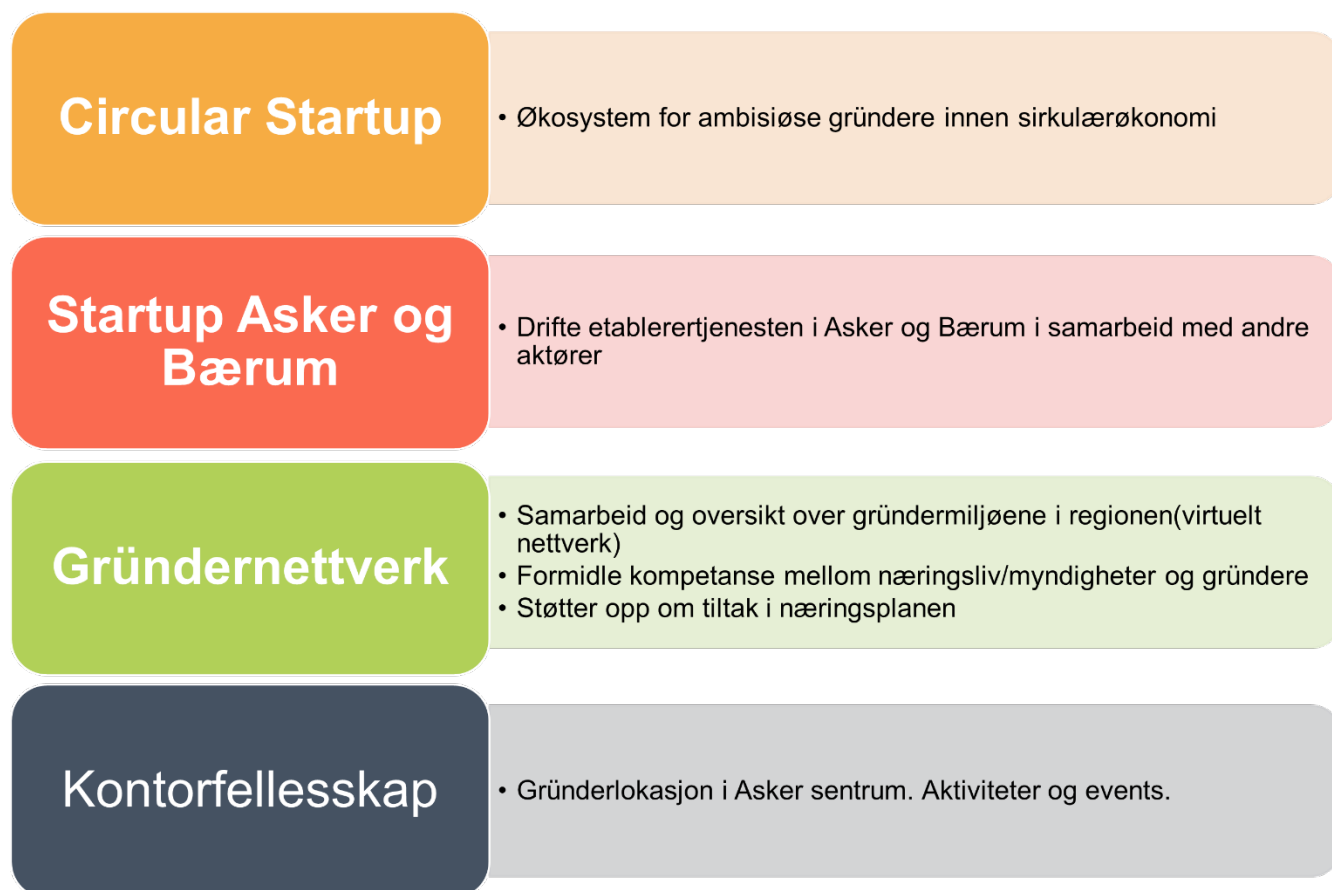 Circular Startup
• Økosystem for ambisiøse gründere innen sirkulærøkonomi
Startup Asker og
Bærum
• Drifte etablerertjenesten i Asker og Bærum i samarbeid med andre
aktører
Gründernettverk
• Samarbeid og oversikt over gründermiljøene i regionen(virtuelt
nettverk)
• Formidle kompetanse mellom næringsliv/myndigheter og gründere
• Støtter opp om tiltak i næringsplanen
Kontorfellesskap
• Gründerlokasjon i Asker sentrum. Aktiviteter og events.